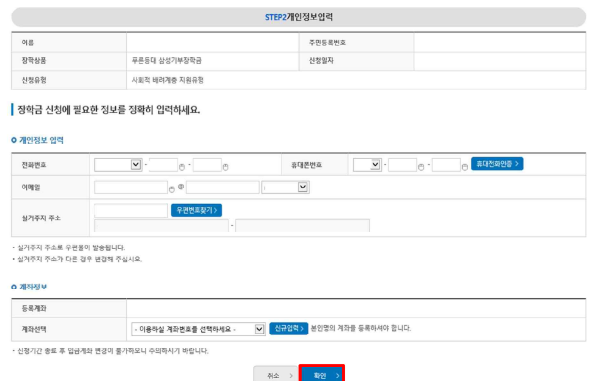 STEP2개인정보입력
이름 주민등록번호
장학상품 푸른등대 삼성기부장학금 신청일자
신청유형 사회적 배려계층 지원유형
장학금 신청에 필요한 정보를 정확히 입력하세요.
개인정보 입력
전화번호 - - 휴대폰번호 - - 휴대전화인증 >
이메일 @
실거주지 주소 우편번호찾기 >
-
- 실거주지 주소로 우편물이 발송됩니다.
- 실거주지 주소가 다른 경우 변경해 주십시요.
계좌정보
등록계좌
계좌선택 - 이용하실 계좌번호를 선택하세요 - 신규입력 > 본인명의 계좌를 등록하셔야 합니다.
- 신청기간 종료 후 입금계좌 변경이 불가하오니 수의하시기 바랍니다.
취소 > 확인 >